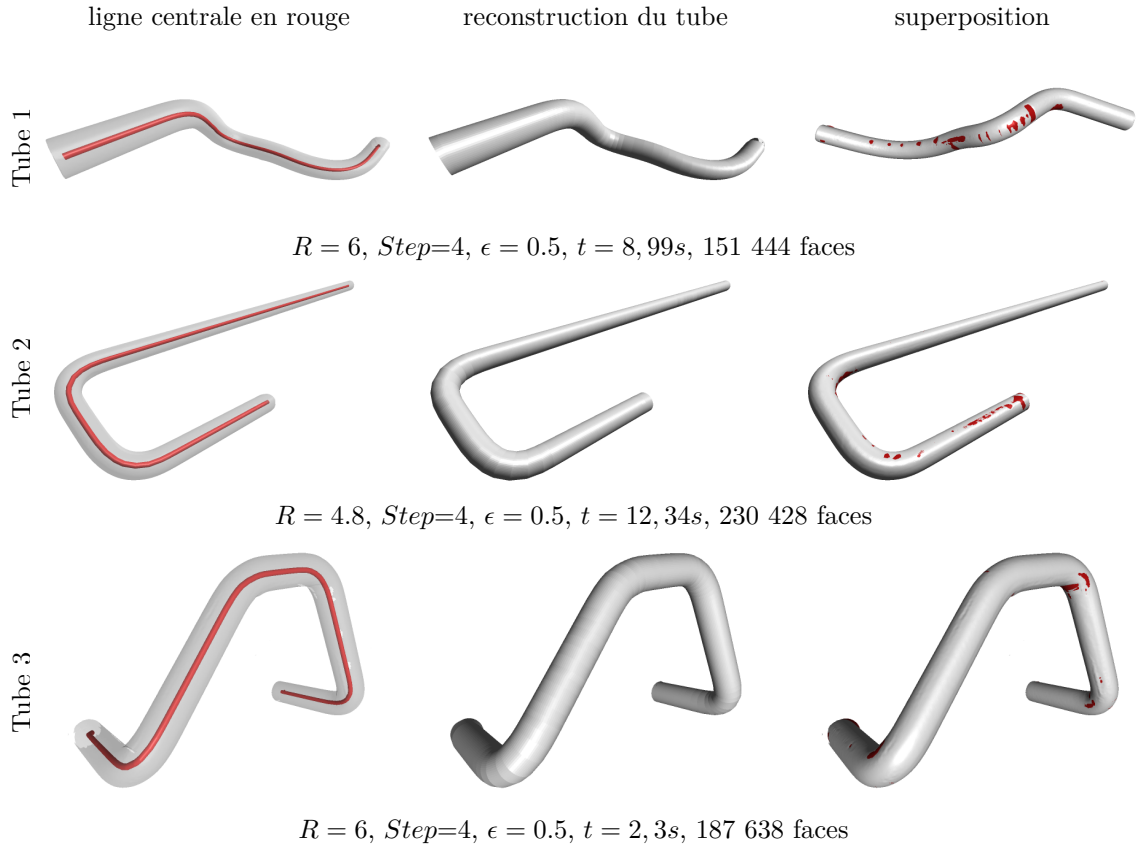 ligne centrale en rouge
reconstruction du tube
superposition
Tube 1
R = 6, Step=4, ϵ = 0.5, t = 8, 99s, 151 444 faces
Tube 2
R = 4.8, Step=4, ϵ = 0.5, t = 12, 34s, 230 428 faces
Tube 3
R = 6, Step=4, ϵ = 0.5, t = 2, 3s, 187 638 faces